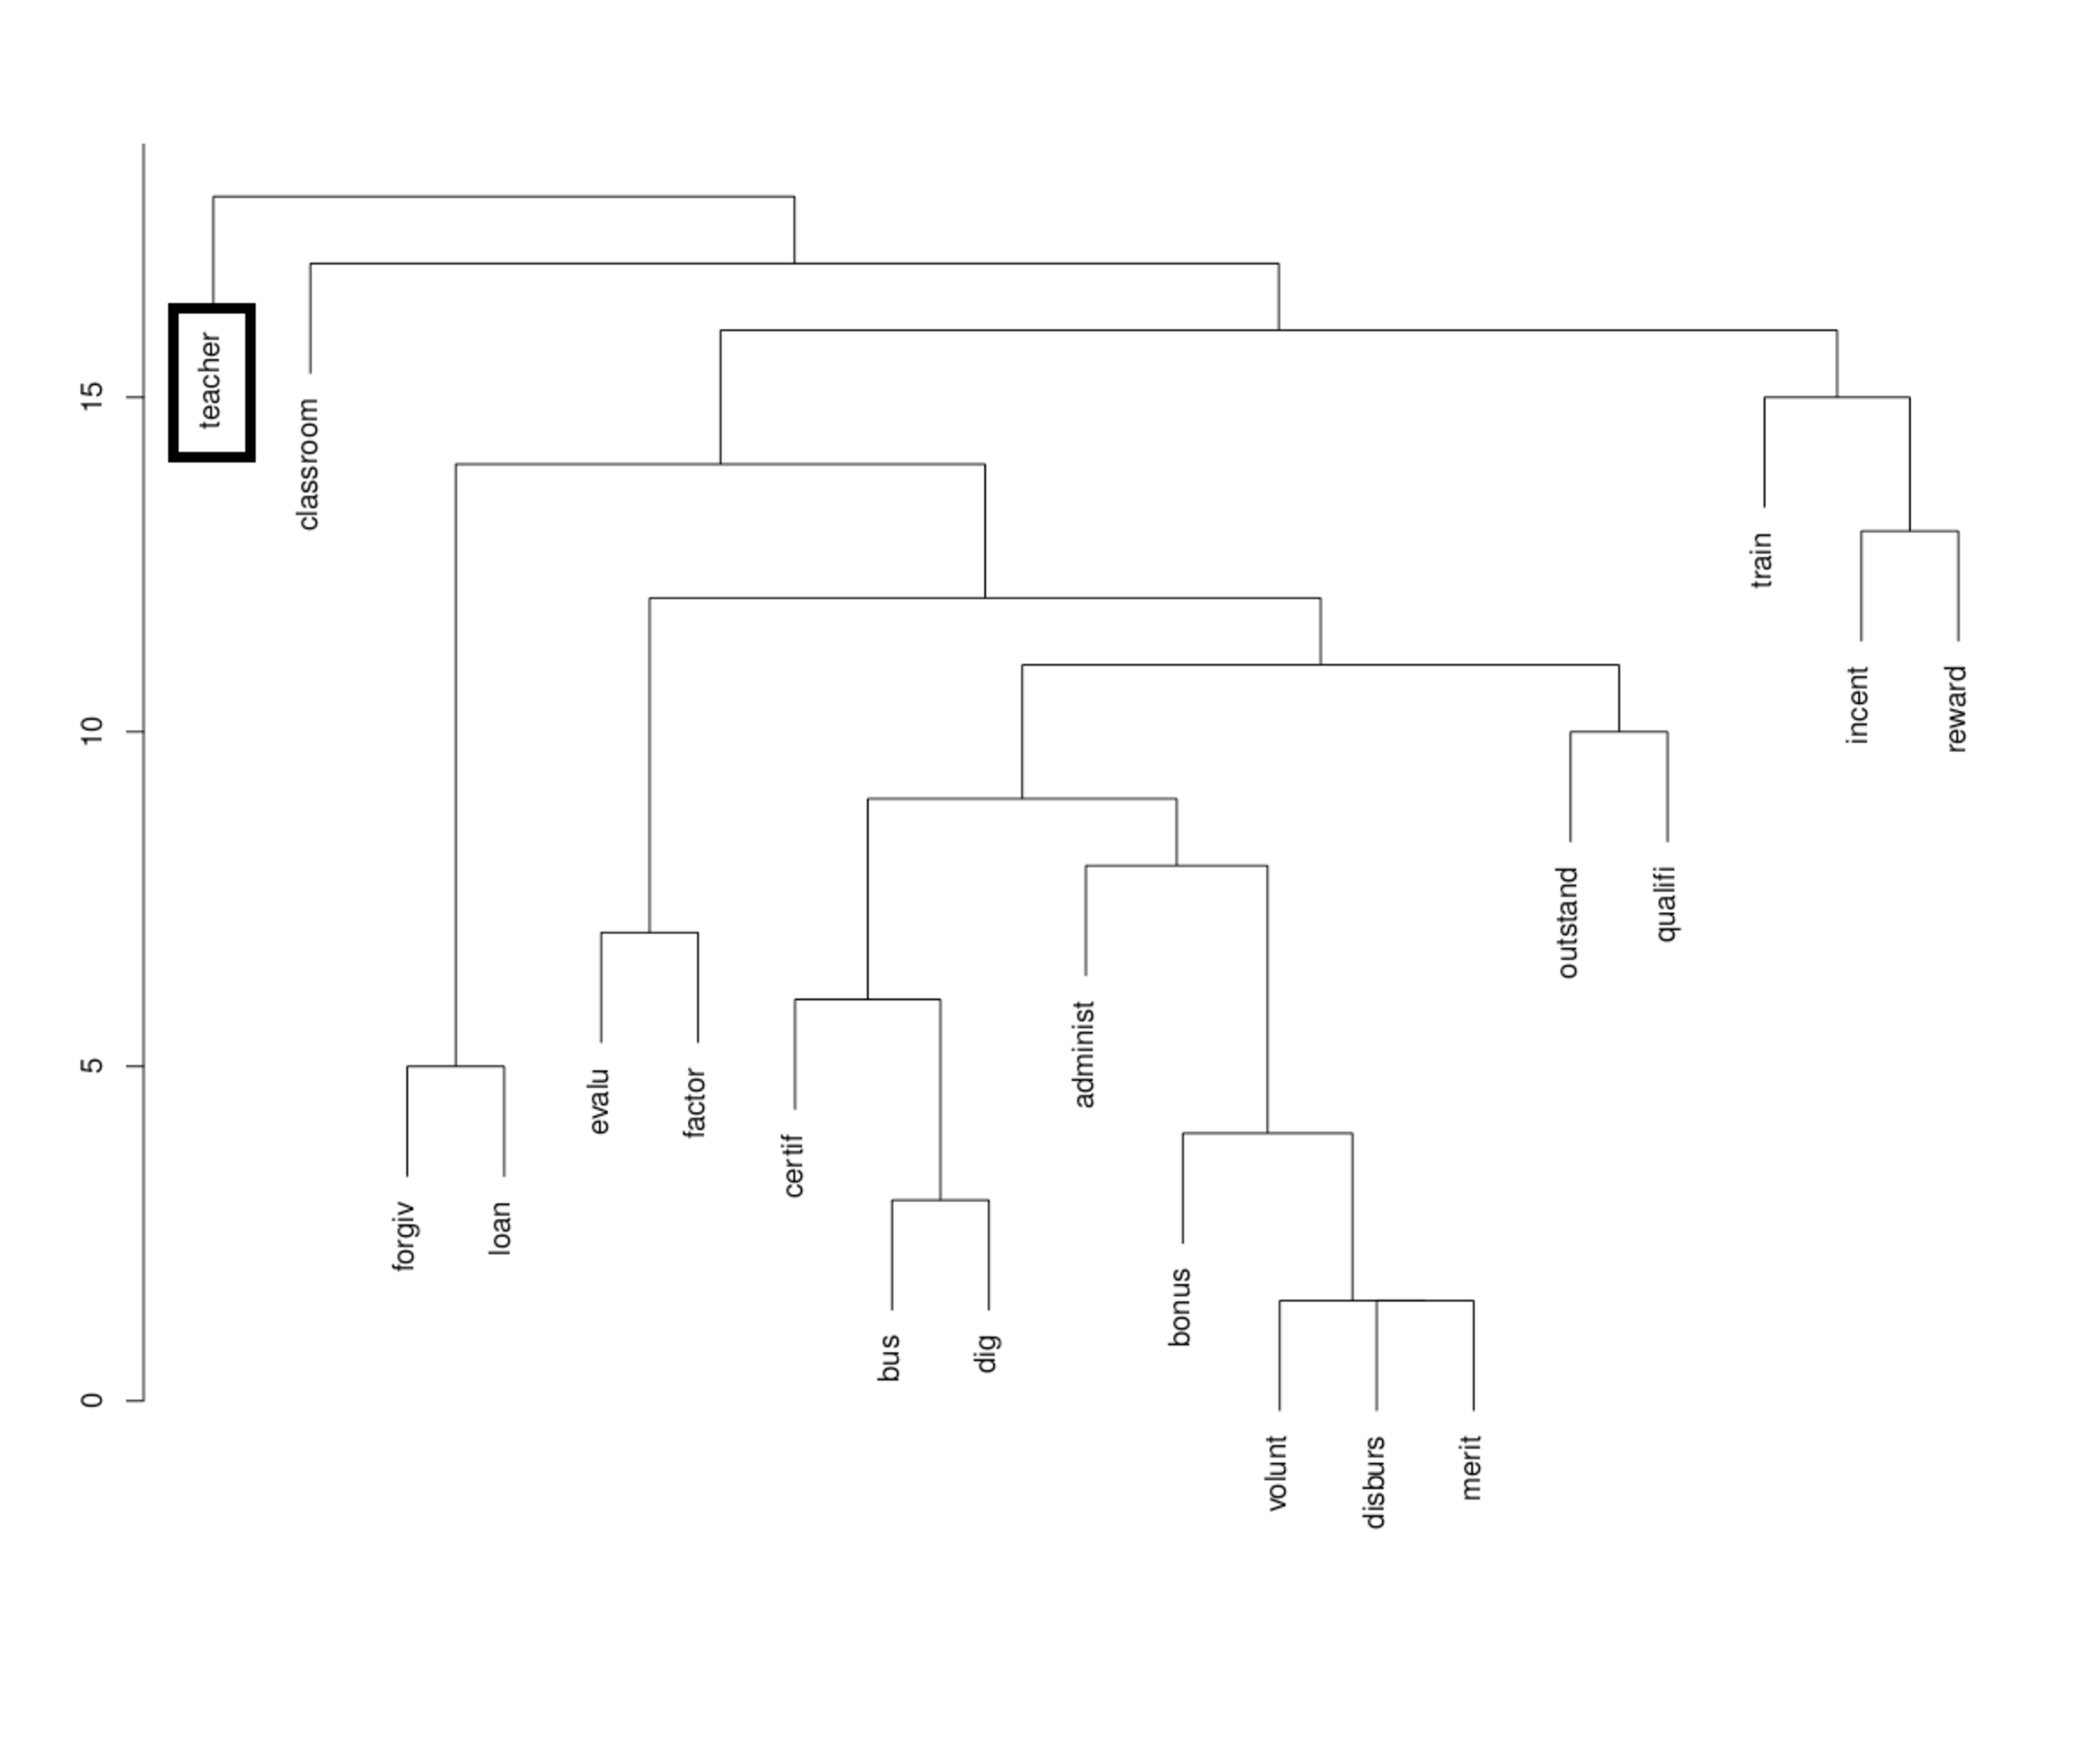 0
5
10
15
teacher
classroom
forgiv
loan
evalu
factor
certif
bus
dig
administ
bonus
volunt
disburs
merit
outstand
qualifi
train
incent
reward